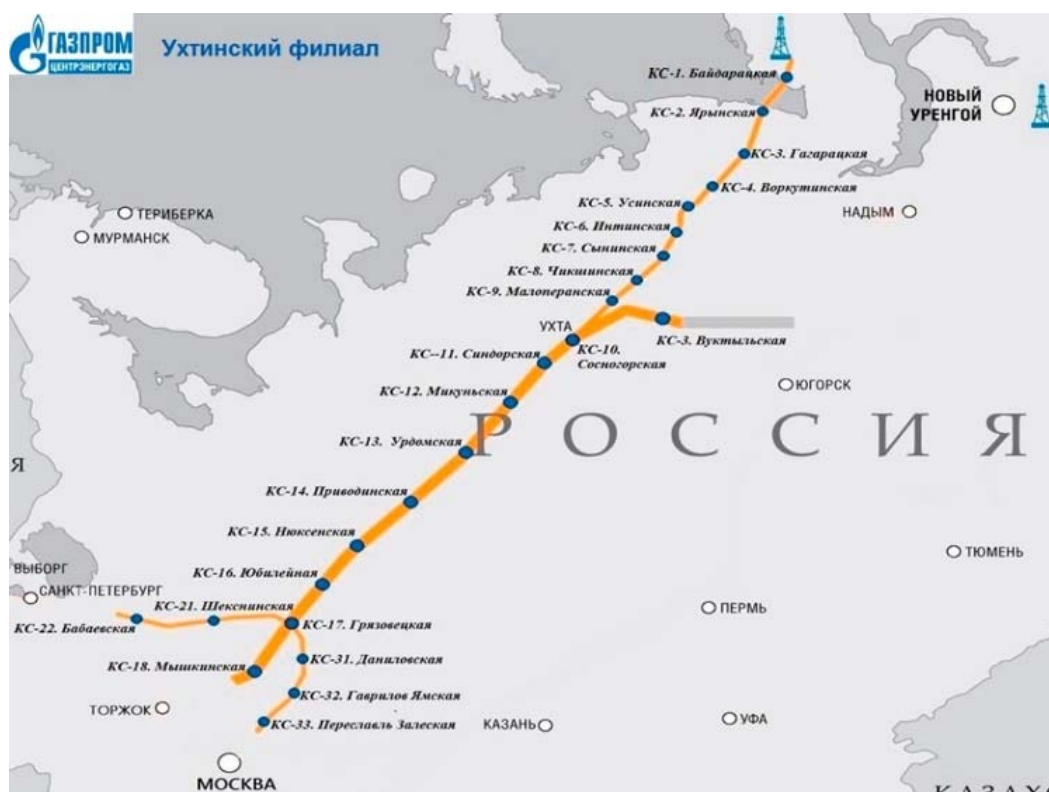 ГАЗПРОМ
ЦЕНТРЭНЕРГОГАЗ
Ухтинский филиал
КС-1. Байдарацкая
НОВЫЙ
УРЕНГОЙ
КС-2. Ярынская
КС-3. Гагарацкая
КС-4. Воркутинская
КС-5. Усинская
ТЕРИБЕРКА
НАДЫМ
КС-6. Интинская
МУРМАНСК
КС-7. Сынинская
КС-8. Чикшинская
КС-9. Малоперанская
УХТА
КС-3. Вуктыльская
КС-10.
Сосногорская
КС--11. Синдорская
ЮГОРСК
КС-12. Микуньская
РОССИЯ
КС-13. Урдомская
Я
КС-14. Приводинская
КС-15. Нюксенская
ТЮМЕНЬ
ВЫБОРГ
КС-16. Юбилейная
САНКТ-ПЕТЕРБУРГ
КС-21. Шекснинская
ПЕРМЬ
КС-22. Бабаевская
КС-17. Грязовецкая
КС-18. Мышкинская
КС-31. Даниловская
КС-32. Гаврилов Ямская
ТОРЖОК
КС-33. Переславль Залеская
КАЗАНЬ
УФА
МОСКВА
КАЗАХС